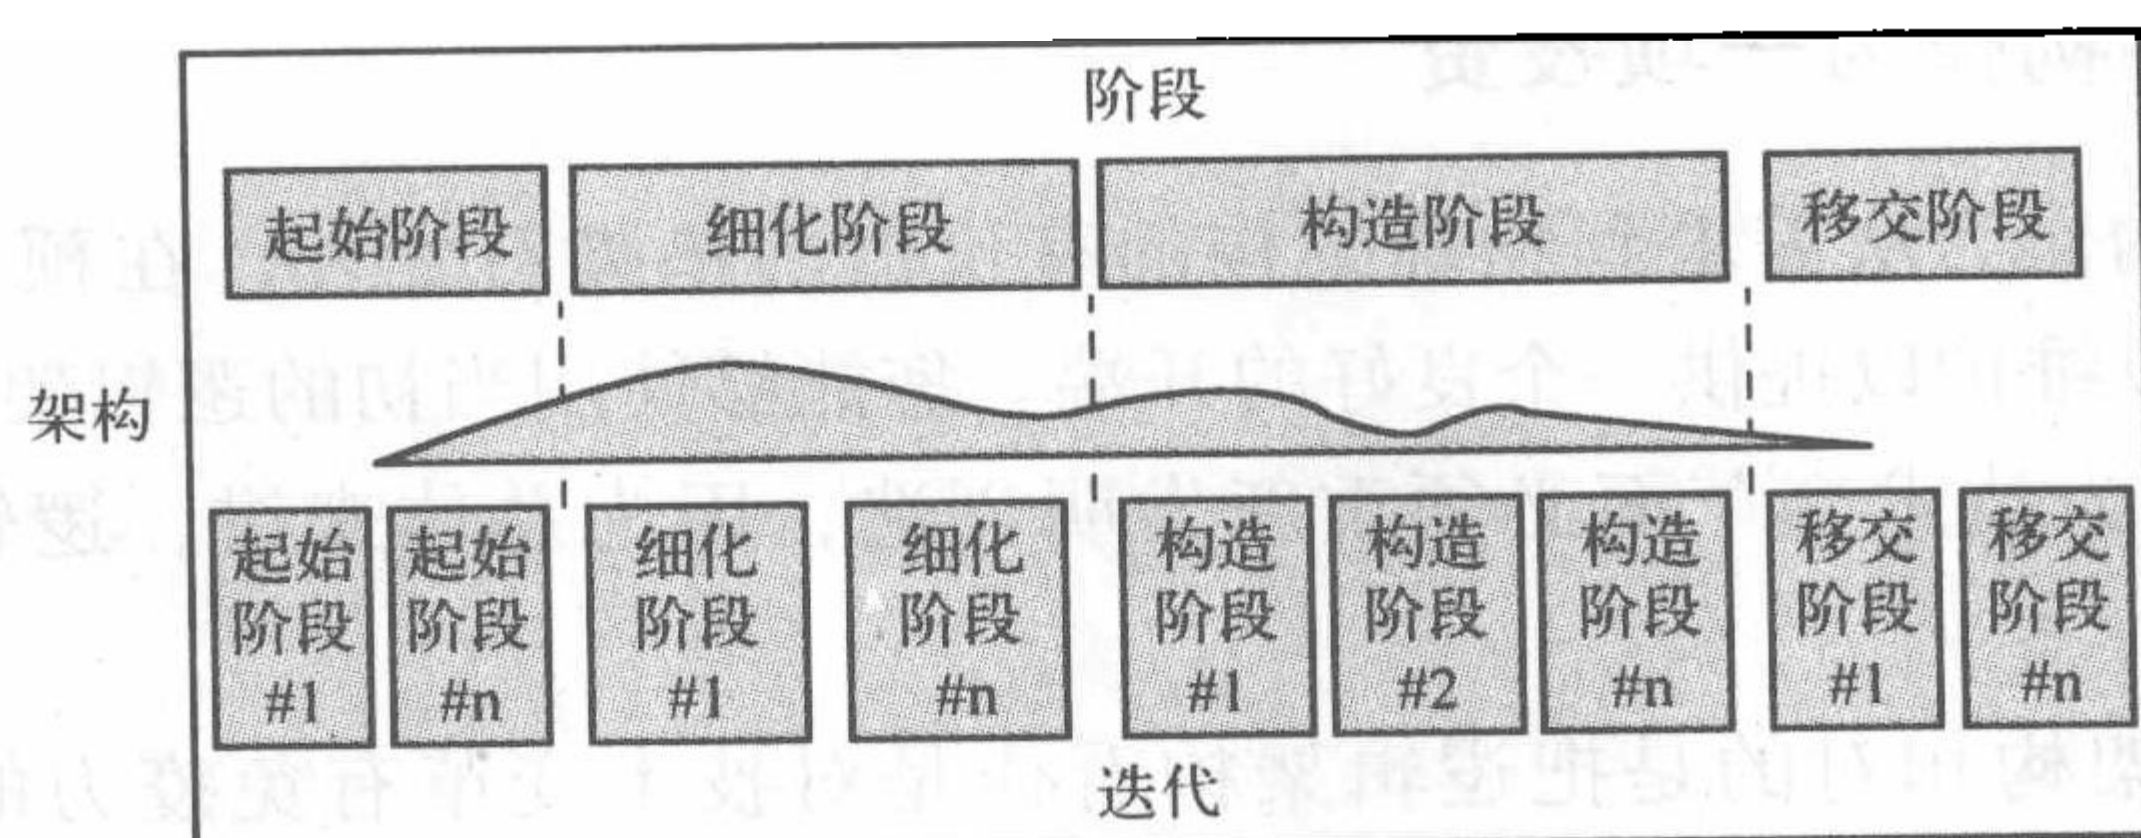 阶段
起始阶段
细化阶段
构造阶段
移交阶段
架构
起始
阶段
#1
起始
阶段
#n
细化
阶段
#1
细化
阶段
#n
构造
阶段
#1
构造
阶段
#2
构造
阶段
#n
移交
阶段
#1
移交
阶段
#n
迭代